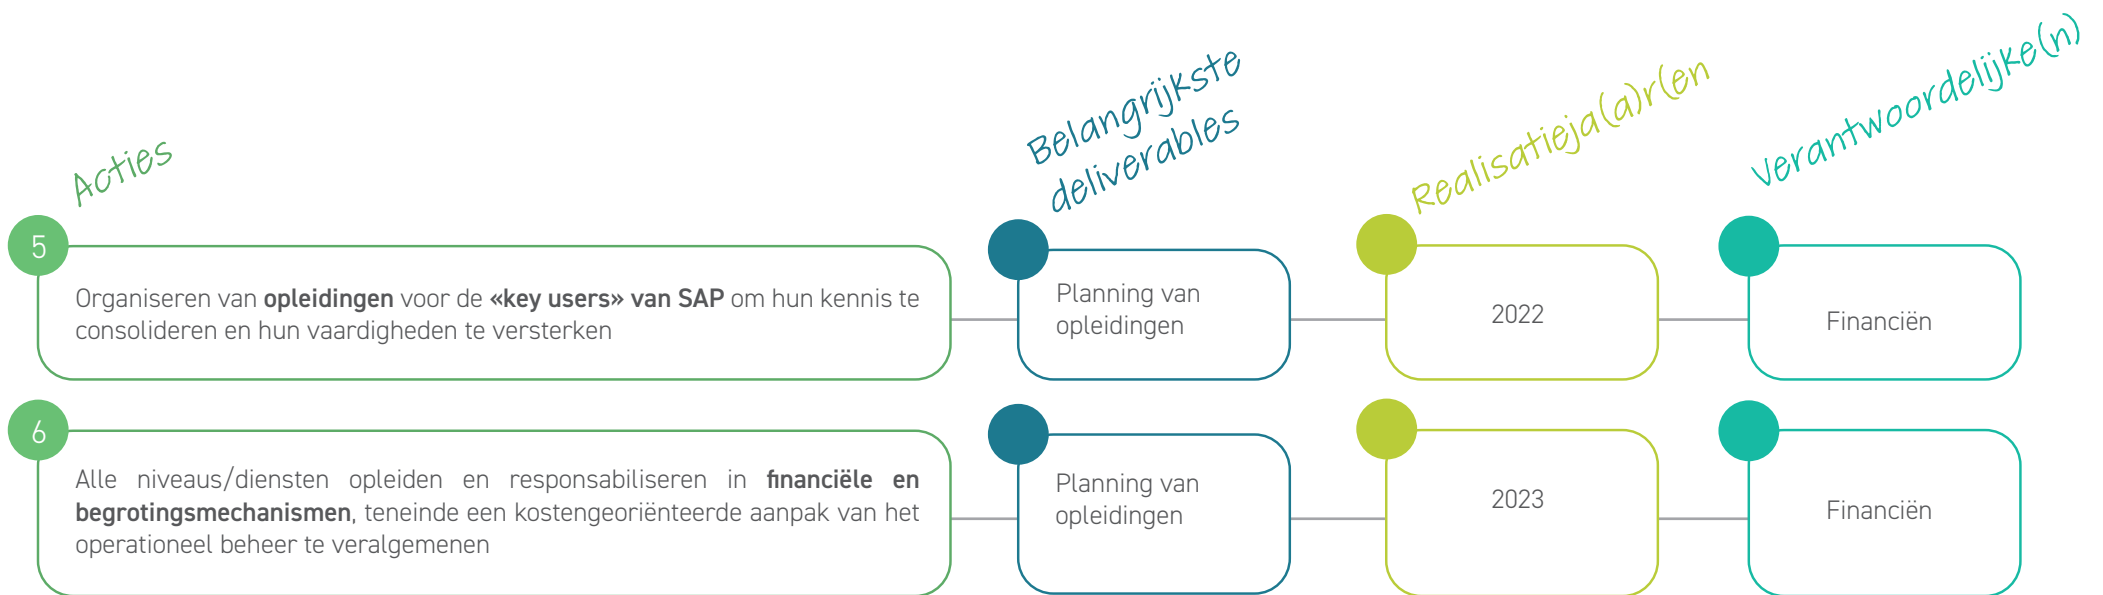 Acties
Belangrijkste
deliverables
Realisatieja(a)r(en
Verantwoordelijke(n)
5
Organiseren van opleidingen voor de «key users» van SAP om hun kennis te
consolideren en hun vaardigheden te versterken
Planning van
opleidingen
2022
Financiën
6
Alle niveaus/diensten opleiden en responsabiliseren in financiële en
begrotingsmechanismen, teneinde een kostengeoriënteerde aanpak van het
operationeel beheer te veralgemenen
Planning van
opleidingen
2023
Financiën